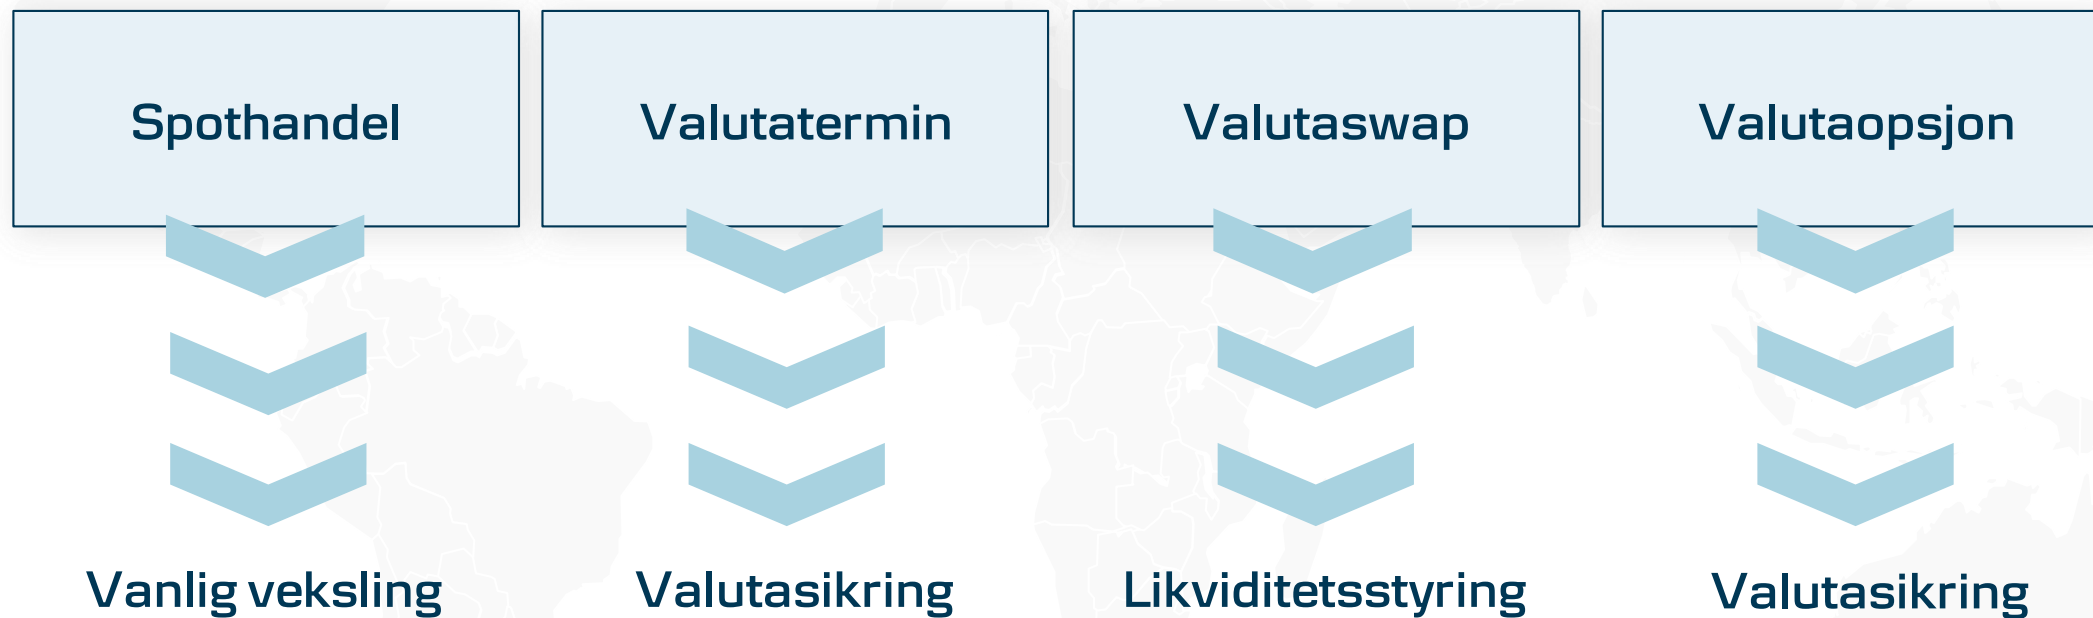 Spothandel
Valutatermin
Valutaswap
Valutaopsjon
Vanlig veksling
Valutasikring
Likviditetsstyring
Valutasikring